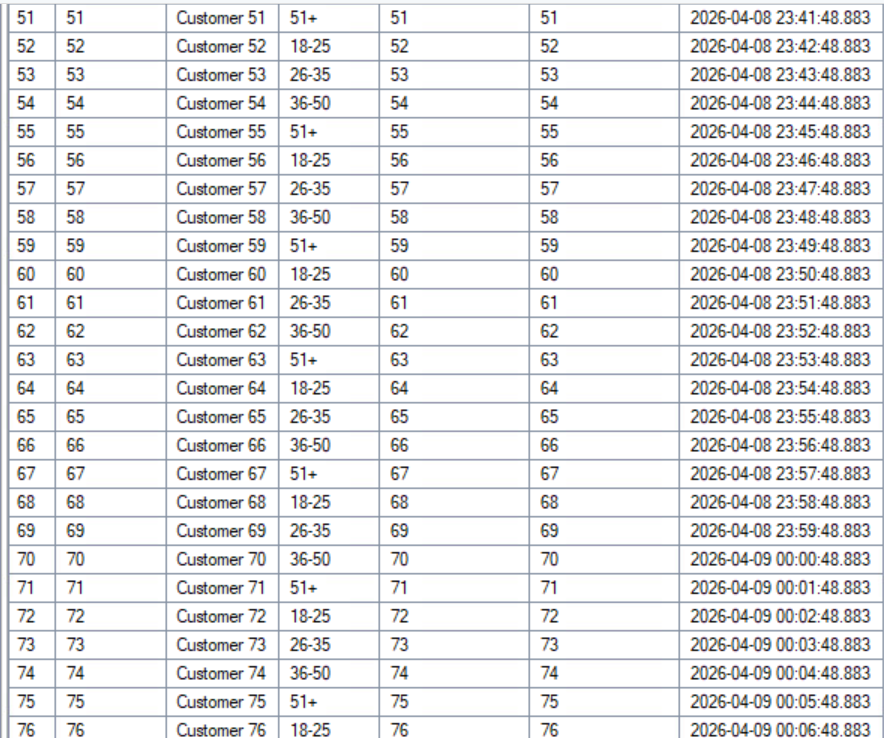 51 51 Customer 51 51+ 51 51 2026-04-08 23:41:48.883
52 52 Customer 52 18-25 52 52 2026-04-08 23:42:48.883
53 53 Customer 53 26-35 53 53 2026-04-08 23:43:48.883
54 54 Customer 54 36-50 54 54 2026-04-08 23:44:48.883
55 55 Customer 55 51+ 55 55 2026-04-08 23:45:48.883
56 56 Customer 56 18-25 56 56 2026-04-08 23:46:48.883
57 57 Customer 57 26-35 57 57 2026-04-08 23:47:48.883
58 58 Customer 58 36-50 58 58 2026-04-08 23:48:48.883
59 59 Customer 59 51+ 59 59 2026-04-08 23:49:48.883
60 60 Customer 60 18-25 60 60 2026-04-08 23:50:48.883
61 61 Customer 61 26-35 61 61 2026-04-08 23:51:48.883
62 62 Customer 62 36-50 62 62 2026-04-08 23:52:48.883
63 63 Customer 63 51+ 63 63 2026-04-08 23:53:48.883
64 64 Customer 64 18-25 64 64 2026-04-08 23:54:48.883
65 65 Customer 65 26-35 65 65 2026-04-08 23:55:48.883
66 66 Customer 66 36-50 66 66 2026-04-08 23:56:48.883
67 67 Customer 67 51+ 67 67 2026-04-08 23:57:48.883
68 68 Customer 68 18-25 68 68 2026-04-08 23:58:48.883
69 69 Customer 69 26-35 69 69 2026-04-08 23:59:48.883
70 70 Customer 70 36-50 70 70 2026-04-09 00:00:48.883
71 71 Customer 71 51+ 71 71 2026-04-09 00:01:48.883
72 72 Customer 72 18-25 72 72 2026-04-09 00:02:48.883
73 73 Customer 73 26-35 73 73 2026-04-09 00:03:48.883
74 74 Customer 74 36-50 74 74 2026-04-09 00:04:48.883
75 75 Customer 75 51+ 75 75 2026-04-09 00:05:48.883
76 76 Customer 76 18-25 76 76 2026-04-09 00:06:48.883